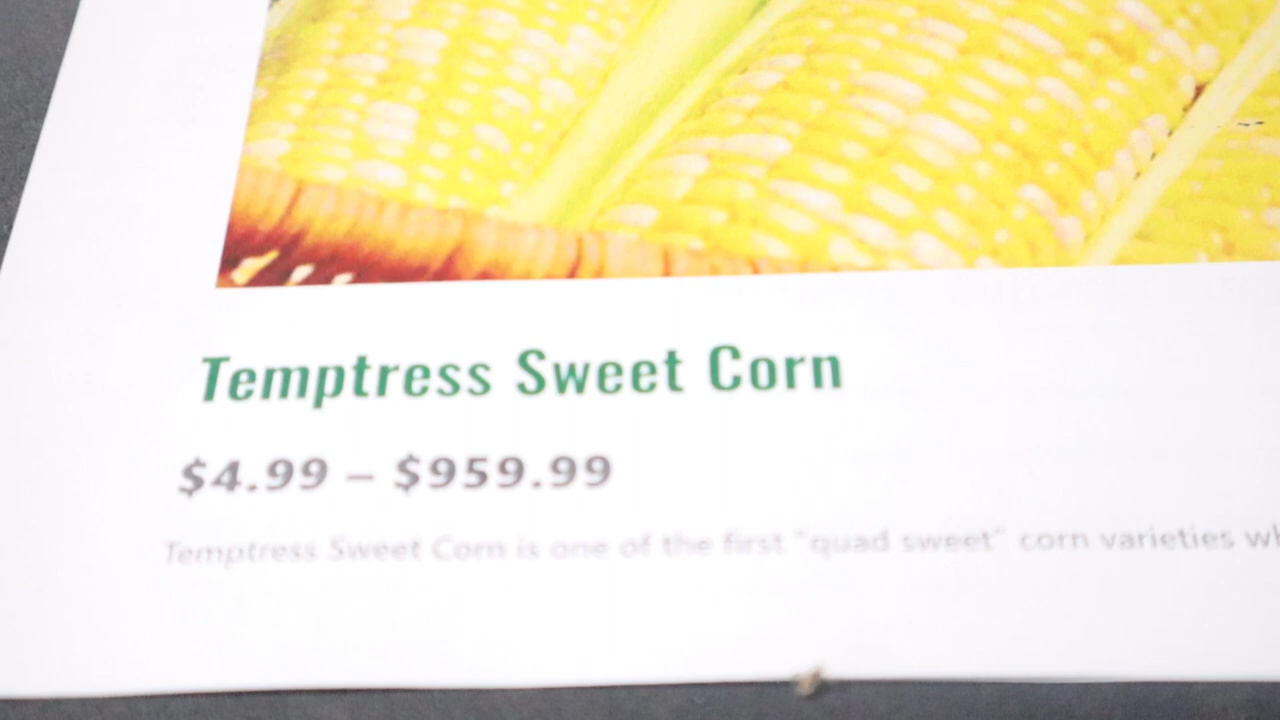 Temptress Sweet Corn
$4.99 – $959.99
Temptress Sweet Corn is one of the first "quad sweet" corn varieties